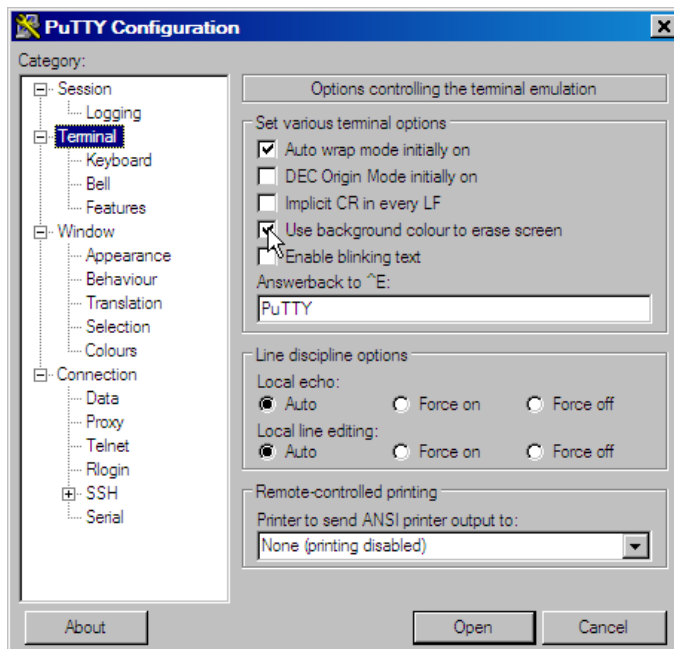 PuTTY Configuration
Category:
Session
Logging
Terminal
Keyboard
Bell
Features
Window
Appearance
Behaviour
Translation
Selection
Colours
Connection
Data
Proxy
Telnet
Rlogin
SSH
Serial
Options controlling the terminal emulation
Set various terminal options
Auto wrap mode initially on
DEC Origin Mode initially on
Implicit CR in every LF
Use background colour to erase screen
Enable blinking text
Answerback to ^E:
PuTTY
Line discipline options
Local echo:
Auto Force on Force off
Local line editing:
Auto Force on Force off
Remote-controlled printing
Printer to send ANSI printer output to:
None (printing disabled)
About Open Cancel